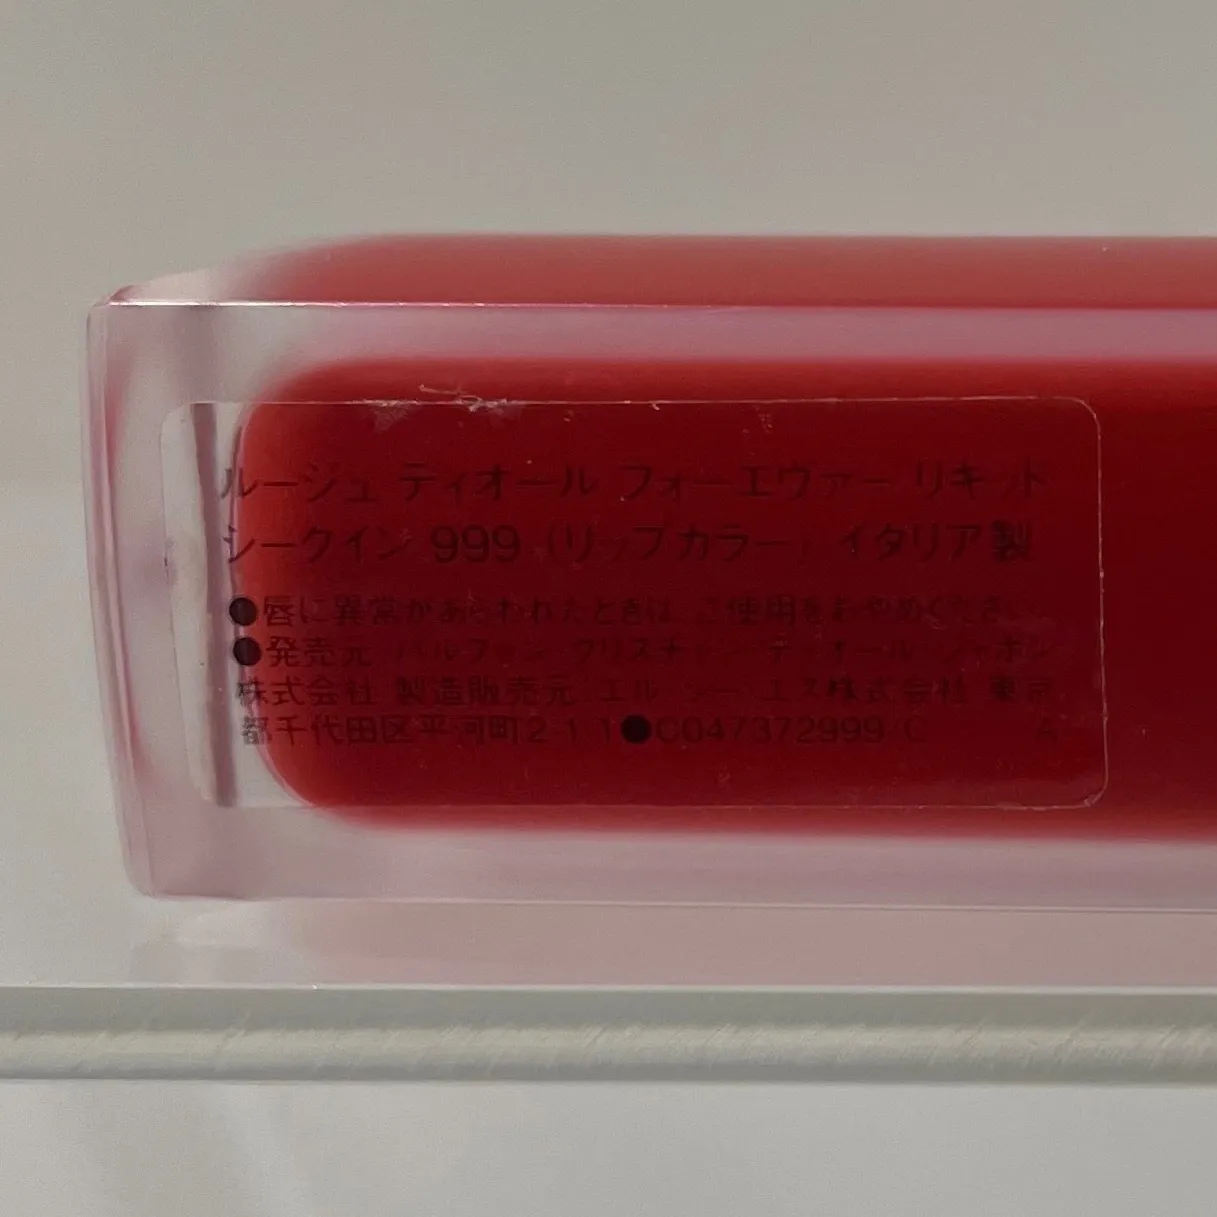 ルージュ ディオール フォーエヴァー リキッド
シークイン 999 (リップカラー) イタリア製
●唇に異常があらわれたときは、ご使用をおやめください。
●発売元 パルファン・クリスチャン・ディオール・ジャポン
株式会社 製造販売元 エル・シー・エス株式会社 東京
都千代田区平河町2-1-1●C047372999/C A